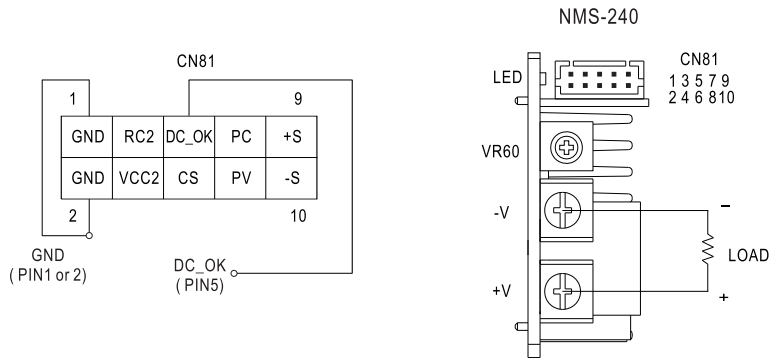 NMS-240
CN81
1 9
GND RC2 DC_OK PC +S
GND VCC2 CS PV -S
2 10
GND
( PIN1 or 2)
DC_OK
( PIN5)
LED
CN81
1 3 5 7 9
2 4 6 8 10
VR60
-V
+V
−
LOAD
+